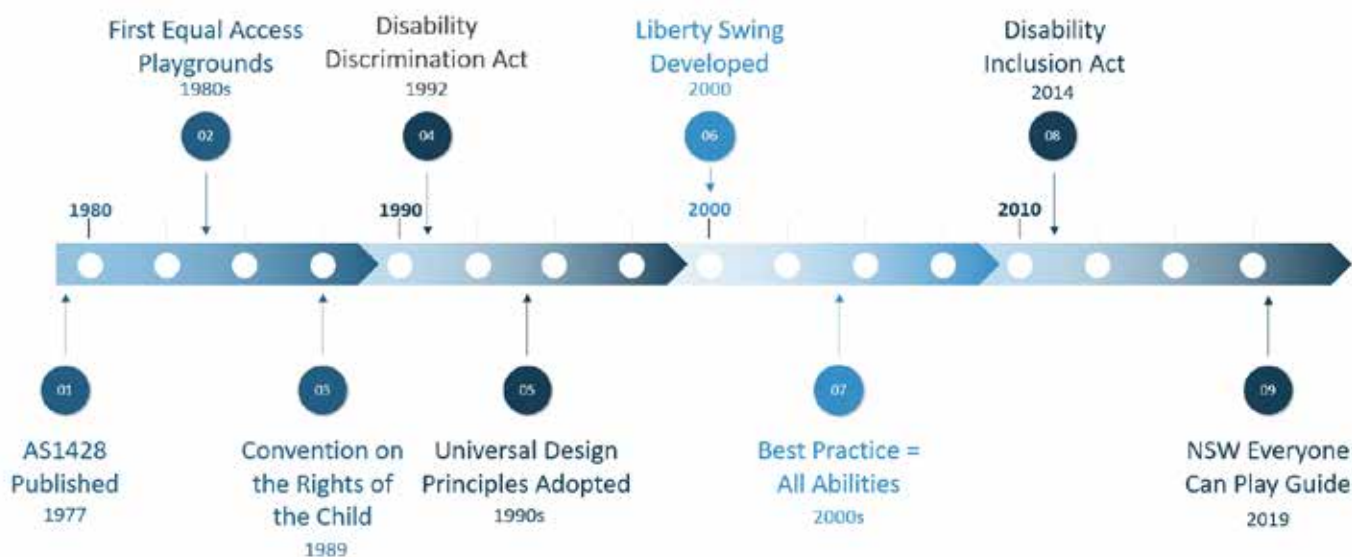 First Equal Access
Playgrounds
1980s
02
Disability
Discrimination Act
1992
04
Liberty Swing
Developed
2000
06
Disability
Inclusion Act
2014
08
1980
1990
2000
2010
01
AS1428
Published
1977
03
Convention on
the Rights of
the Child
1989
05
Universal Design
Principles Adopted
1990s
07
Best Practice =
All Abilities
2000s
09
NSW Everyone
Can Play Guide
2019